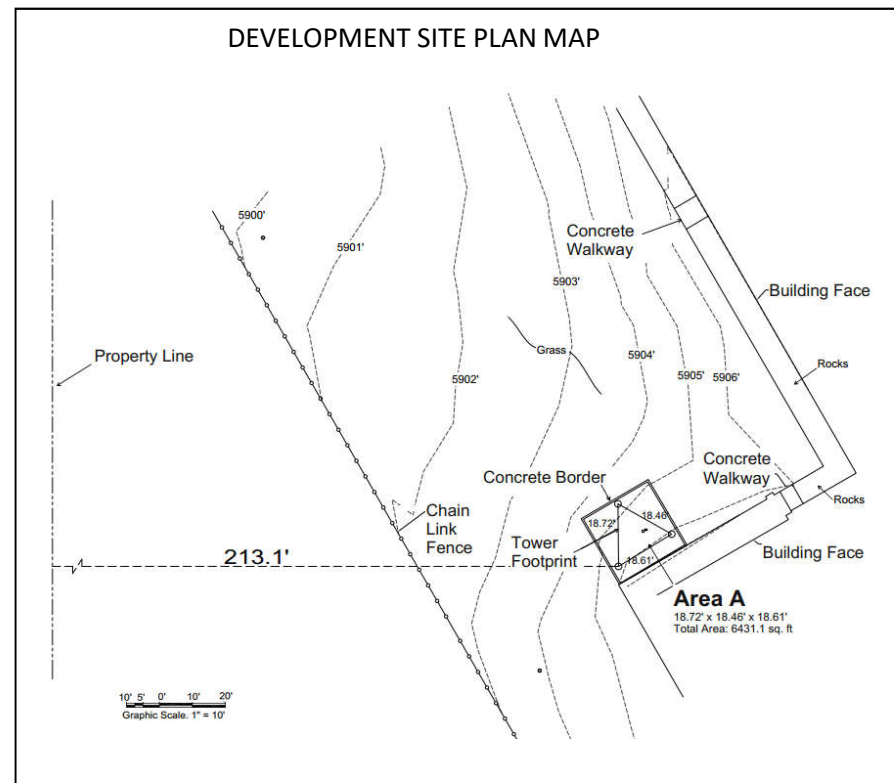 DEVELOPMENT SITE PLAN MAP
5900'
5901'
Concrete
Walkway
5903'
Building Face
Property Line
Grass
5904'
Rocks
5902'
5905'
5906'
Concrete Border
Concrete
Walkway
Rocks
Chain
Link
Fence
18.72'
18.46'
Tower
Footprint
18.61'
213.1'
Building Face
Area A
18.72' x 18.46' x 18.61'
Total Area: 6431.1 sq. ft
10' 5' 0' 10' 20'
Graphic Scale. 1" = 10'